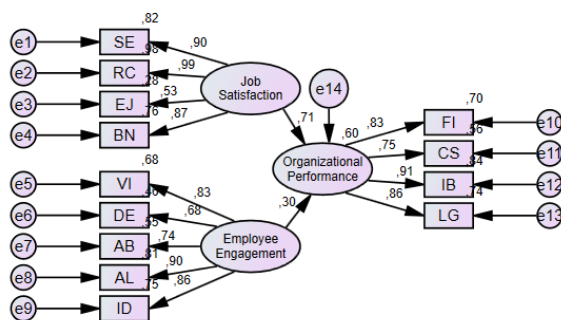 ,82
e1 SE ,90
,98
e2 RC ,99
,28
e3 EJ ,53
,76
e4 BN ,87
Job
Satisfaction
,71
e14
,60
Organizational
Performance
,30
,68
e5 VI ,83
,46
e6 DE ,68
,55
e7 AB ,74
,81
e8 AL ,90
,75
e9 ID ,86
Employee
Engagement
,70
,83 FI e10
,56
,75 CS e11
,84
,91 IB e12
,74
,86 LG e13